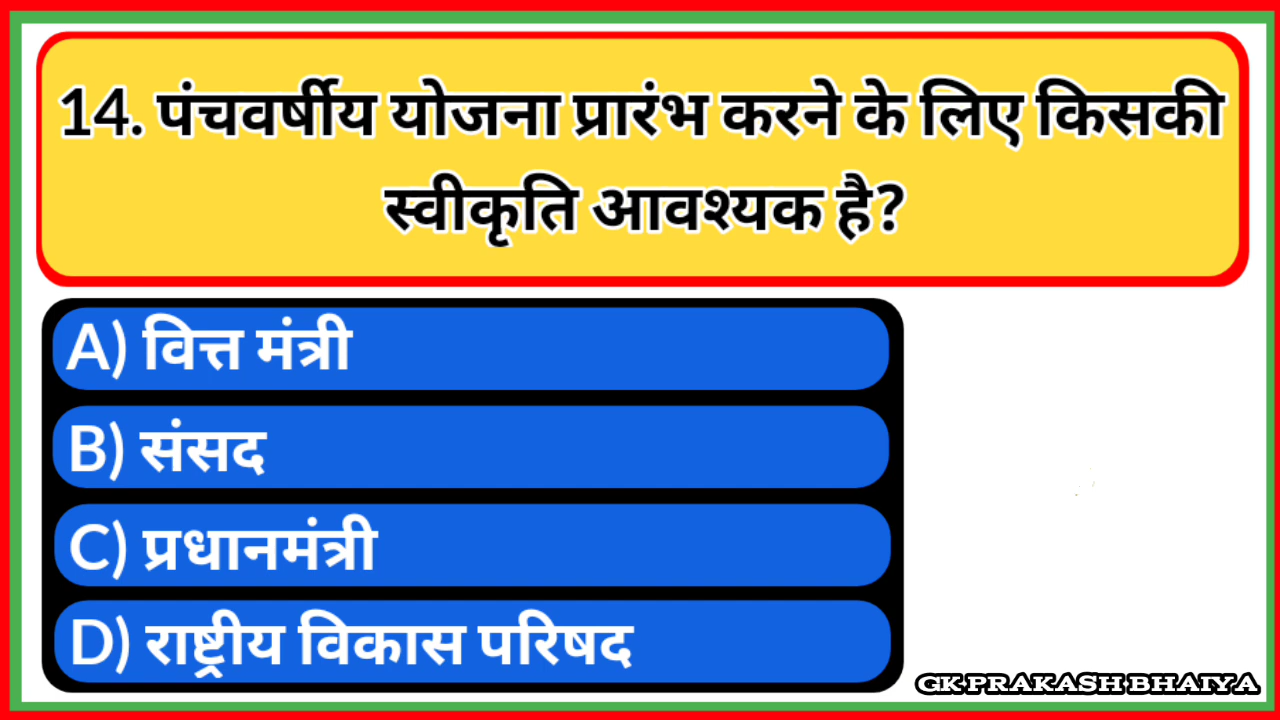 14. पंचवर्षीय योजना प्रारंभ करने के लिए किसकी
स्वीकृति आवश्यक है?
A) वित्त मंत्री
B) संसद
C) प्रधानमंत्री
D) राष्ट्रीय विकास परिषद
GK PRAKASH BHAIYA